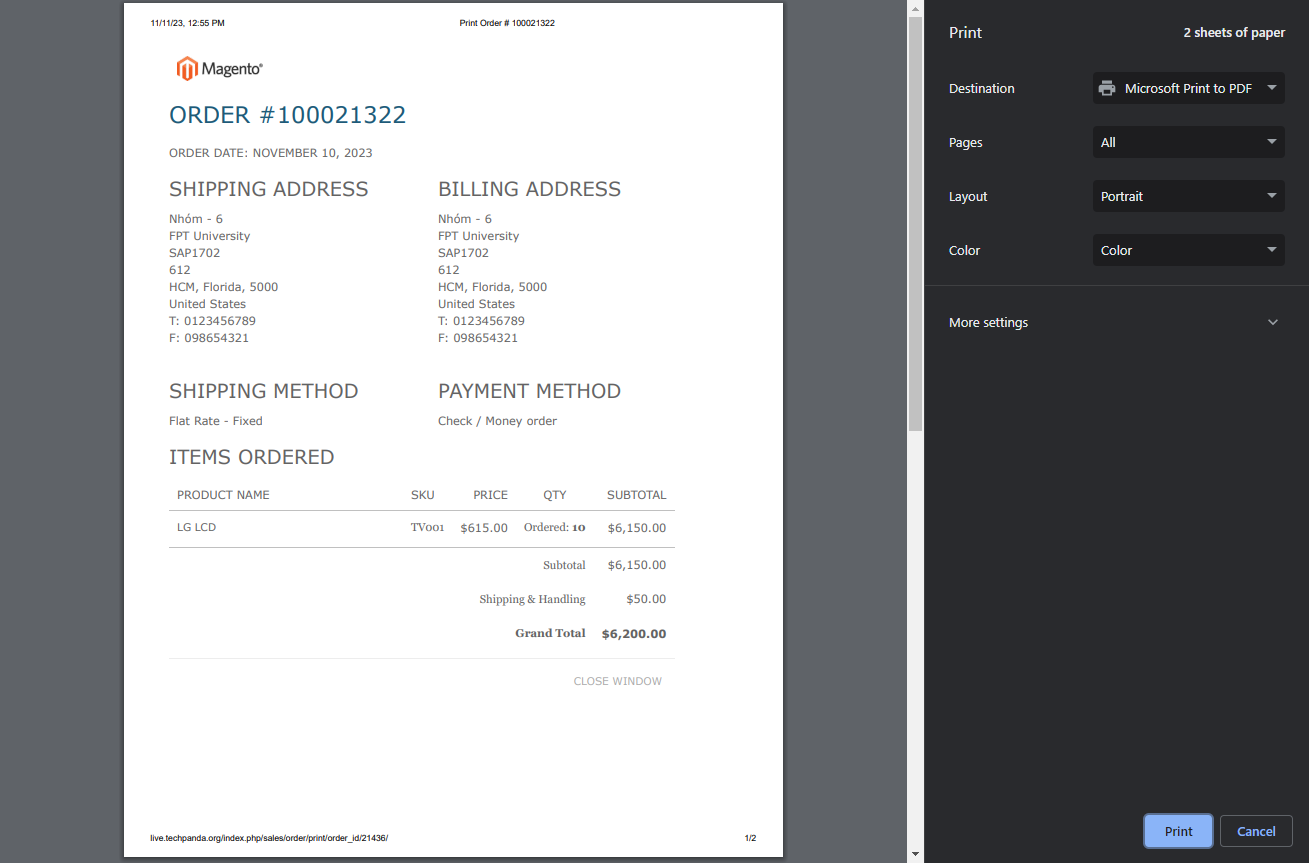 11/11/23, 12:55 PM Print Order # 100021322
Magento®
ORDER #100021322
ORDER DATE: NOVEMBER 10, 2023
SHIPPING ADDRESS
Nhóm - 6
FPT University
SAP1702
612
HCM, Florida, 5000
United States
T: 0123456789
F: 098654321
BILLING ADDRESS
Nhóm - 6
FPT University
SAP1702
612
HCM, Florida, 5000
United States
T: 0123456789
F: 098654321
SHIPPING METHOD
Flat Rate - Fixed
PAYMENT METHOD
Check / Money order
ITEMS ORDERED
PRODUCT NAME SKU PRICE QTY SUBTOTAL
LG LCD TV001 $615.00 Ordered: 10 $6,150.00
Subtotal $6,150.00
Shipping & Handling $50.00
Grand Total $6,200.00
CLOSE WINDOW
live.techpanda.org/index.php/sales/order/print/order_id/21436/ 1/2
Print 2 sheets of paper
Destination Microsoft Print to PDF
Pages All
Layout Portrait
Color Color
More settings
Print Cancel